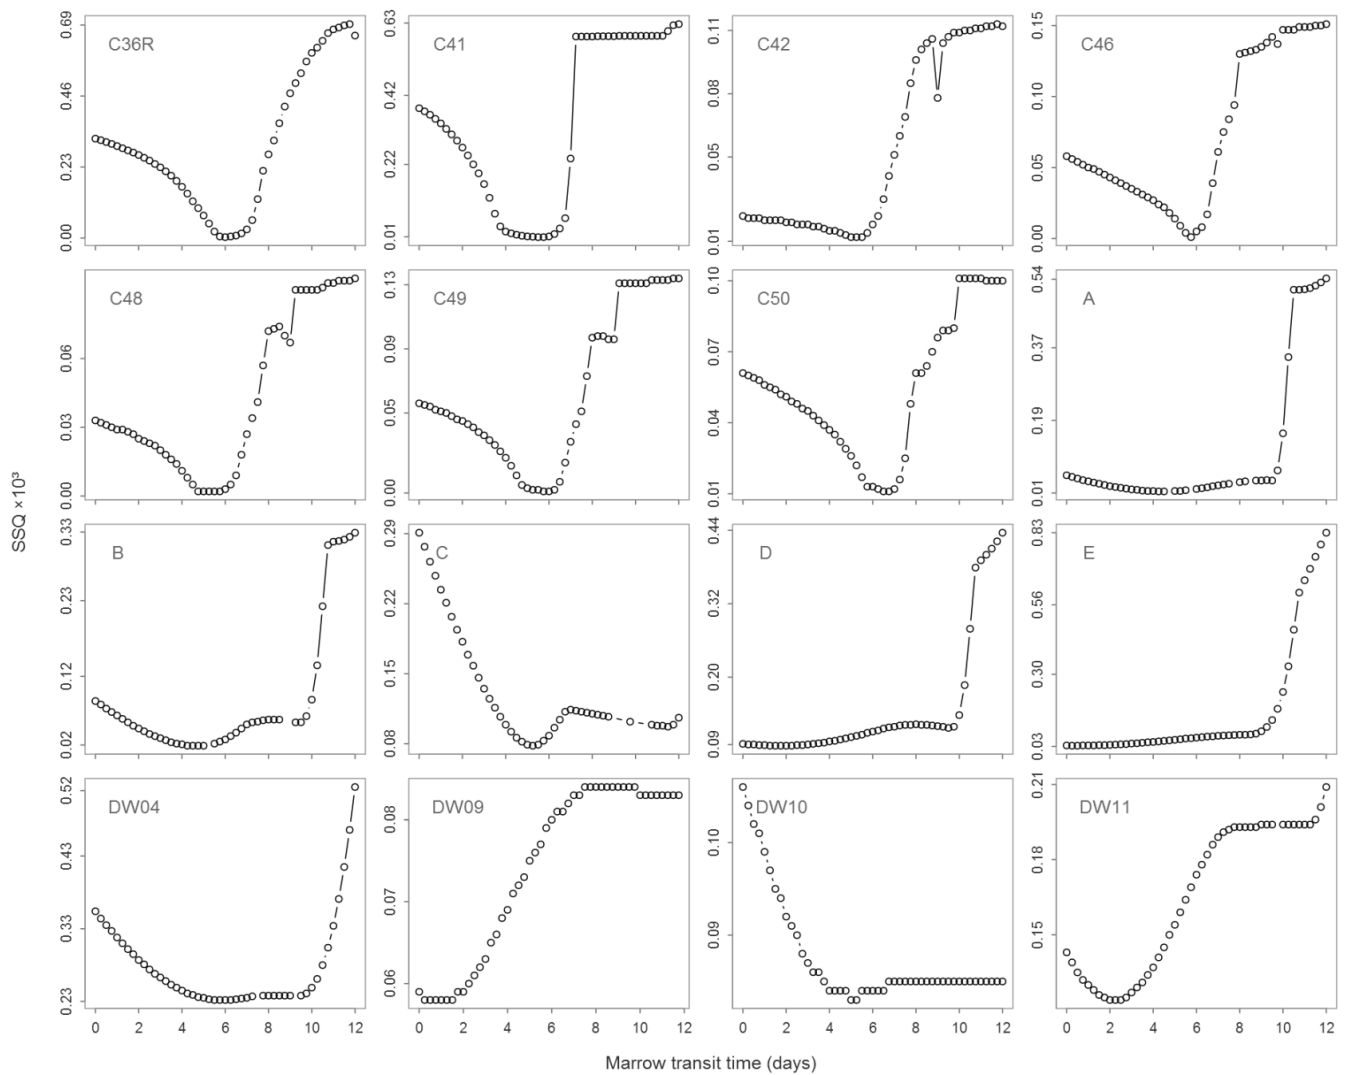 SSQ ×10³
C36R
0.69
0.46
0.23
0.00
C41
0.63
0.42
0.22
0.01
C42
0.11
0.08
0.05
0.01
C46
0.15
0.10
0.05
0.00
C48
0.06
0.03
0.00
C49
0.13
0.09
0.05
0.00
C50
0.10
0.07
0.04
0.01
A
0.54
0.37
0.19
0.01
B
0.33
0.23
0.12
0.02
C
0.29
0.22
0.15
0.08
D
0.44
0.32
0.20
0.09
E
0.83
0.56
0.30
0.03
DW04
0.52
0.43
0.33
0.23
0 2 4 6 8 10 12
DW09
0.08
0.07
0.06
0 2 4 6 8 10 12
DW10
0.10
0.09
0 2 4 6 8 10 12
DW11
0.21
0.18
0.15
0 2 4 6 8 10 12
Marrow transit time (days)